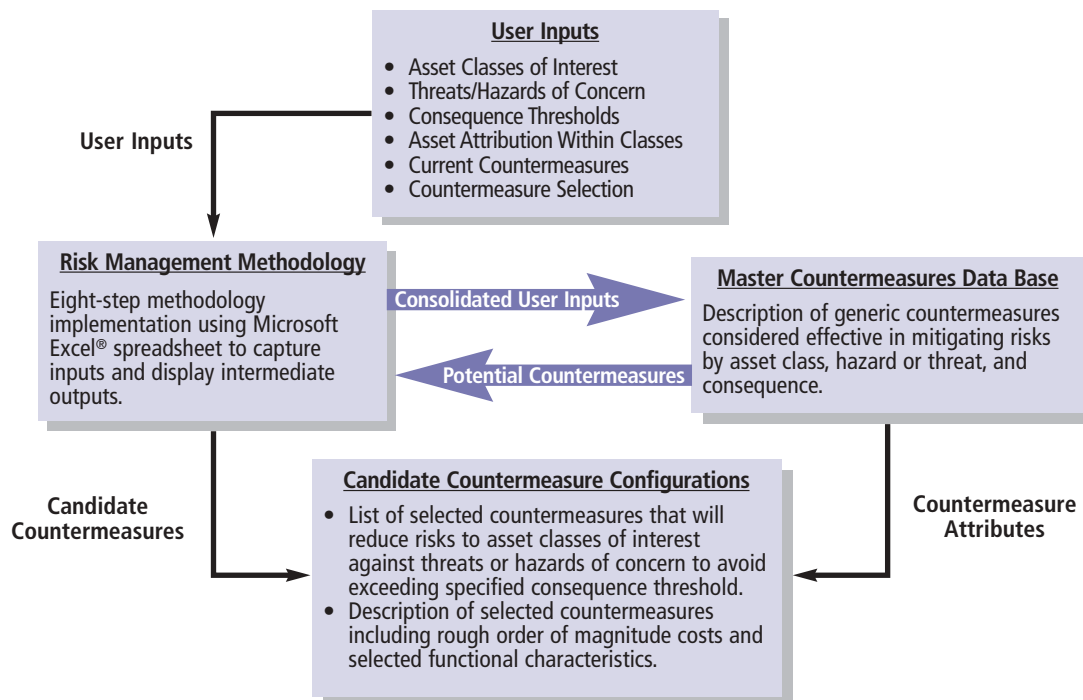 User Inputs
• Asset Classes of Interest
• Threats/Hazards of Concern
• Consequence Thresholds
• Asset Attribution Within Classes
• Current Countermeasures
• Countermeasure Selection
User Inputs
Risk Management Methodology
Eight-step methodology
implementation using Microsoft
Excel® spreadsheet to capture
inputs and display intermediate
outputs.
Consolidated User Inputs
Potential Countermeasures
Master Countermeasures Data Base
Description of generic countermeasures
considered effective in mitigating risks
by asset class, hazard or threat, and
consequence.
Candidate
Countermeasures
Candidate Countermeasure Configurations
• List of selected countermeasures that will
reduce risks to asset classes of interest
against threats or hazards of concern to avoid
exceeding specified consequence threshold.
• Description of selected countermeasures
including rough order of magnitude costs and
selected functional characteristics.
Countermeasure
Attributes